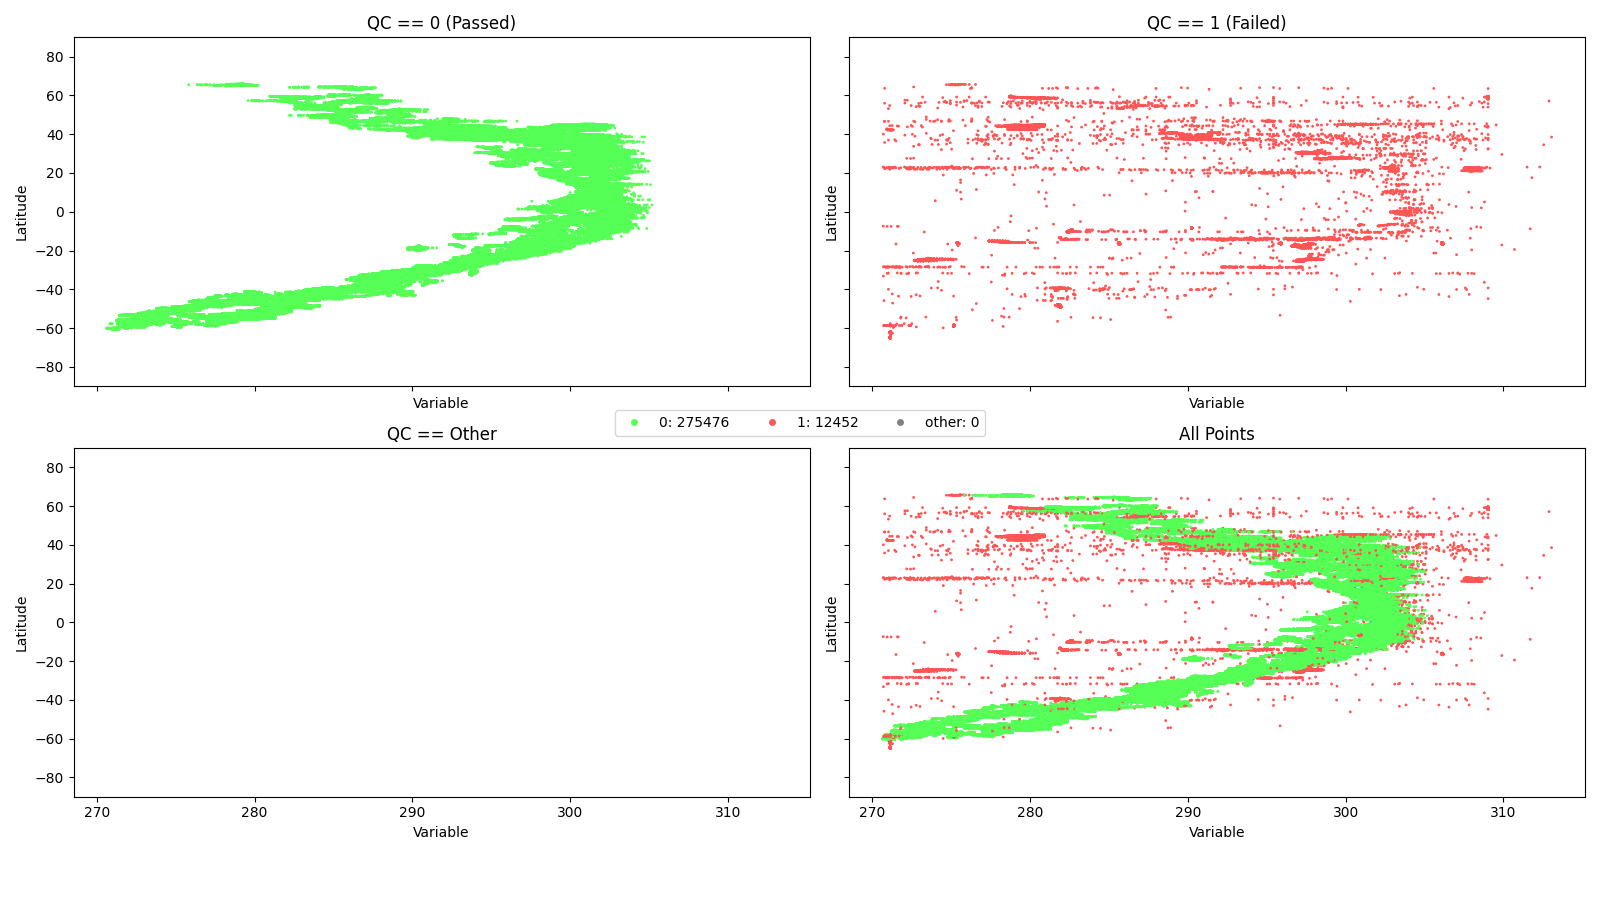 QC == 0 (Passed)
QC == 1 (Failed)
80
60
40
20
0
−20
−40
−60
−80
Latitude
Latitude
Variable
Variable
0: 275476
1: 12452
other: 0
QC == Other
All Points
80
60
40
20
0
−20
−40
−60
−80
Latitude
Latitude
270
280
290
300
310
270
280
290
300
310
Variable
Variable